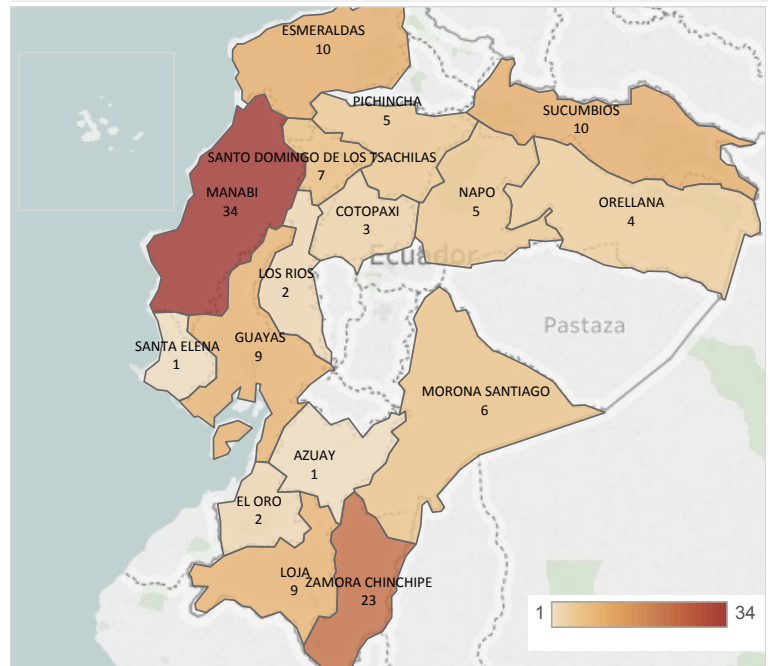 ESMERALDAS
10
PICHINCHA
5
SUCUMBIOS
10
SANTO DOMINGO DE LOS TSACHILAS
7
MANABI
34
COTOPAXI
3
NAPO
5
ORELLANA
4
Ecuador
LOS RIOS
2
Pastaza
SANTA ELENA
1
GUAYAS
9
MORONA SANTIAGO
6
AZUAY
1
EL ORO
2
LOJA
9
ZAMORA CHINCHIPE
23
1 34